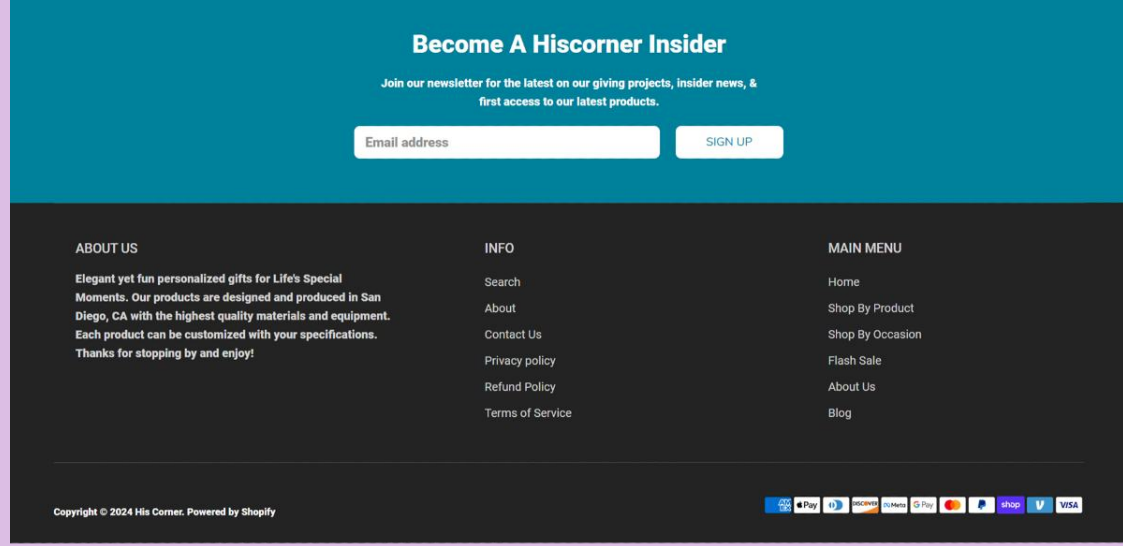 Become A Hiscorner Insider
Join our newsletter for the latest on our giving projects, insider news, &
first access to our latest products.
Email address
SIGN UP
ABOUT US
Elegant yet fun personalized gifts for Life's Special
Moments. Our products are designed and produced in San
Diego, CA with the highest quality materials and equipment.
Each product can be customized with your specifications.
Thanks for stopping by and enjoy!
INFO
Search
About
Contact Us
Privacy policy
Refund Policy
Terms of Service
MAIN MENU
Home
Shop By Product
Shop By Occasion
Flash Sale
About Us
Blog
Copyright © 2024 His Corner. Powered by Shopify
AMEX Pay DISCOVER Meta G Pay shop VISA